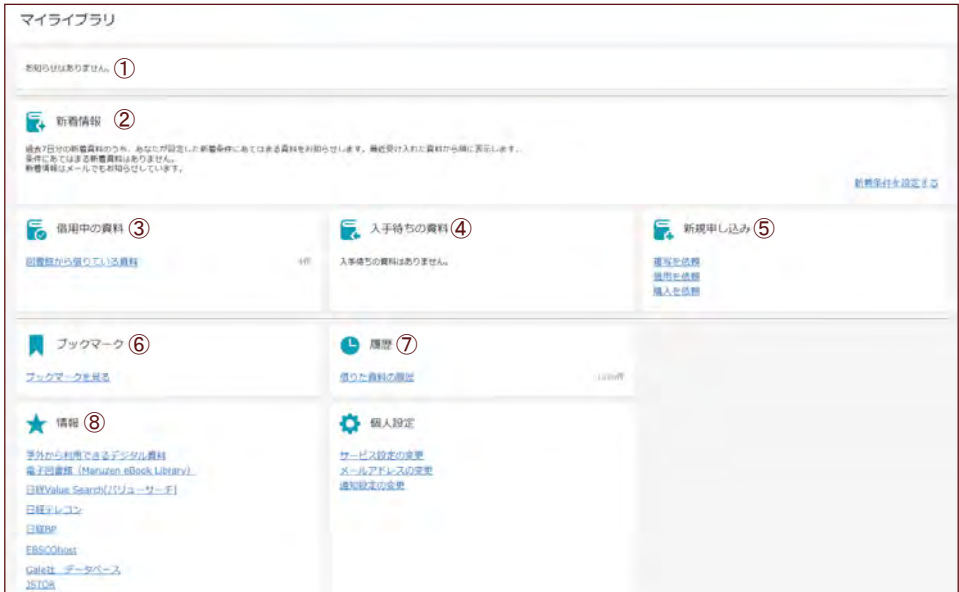 マイライブラリ
お知らせはありません。 ①
新着情報 ②
過去7日分の新着資料のうち、あなたが設定した新着条件にあてはまる資料をお知らせします。最近受け入れた資料から順に表示します。
条件にあてはまる新着資料はありません。
新着情報はメールでもお知らせしています。
新着条件を設定する
借用中の資料 ③
図書館から借りている資料
入手待ちの資料 ④
入手待ちの資料はありません。
新規申し込み ⑤
複写を依頼
借用を依頼
購入を依頼
ブックマーク ⑥
ブックマークを見る
履歴 ⑦
借りた資料の履歴
情報 ⑧
学外から利用できるデジタル資料
電子図書館（Maruzen eBook Library）
日経Value Search[バリューサーチ]
日経テレコン
日経BP
EBSCOhost
Gale社　データベース
JSTOR
個人設定
サービス設定の変更
メールアドレスの変更
通知設定の変更